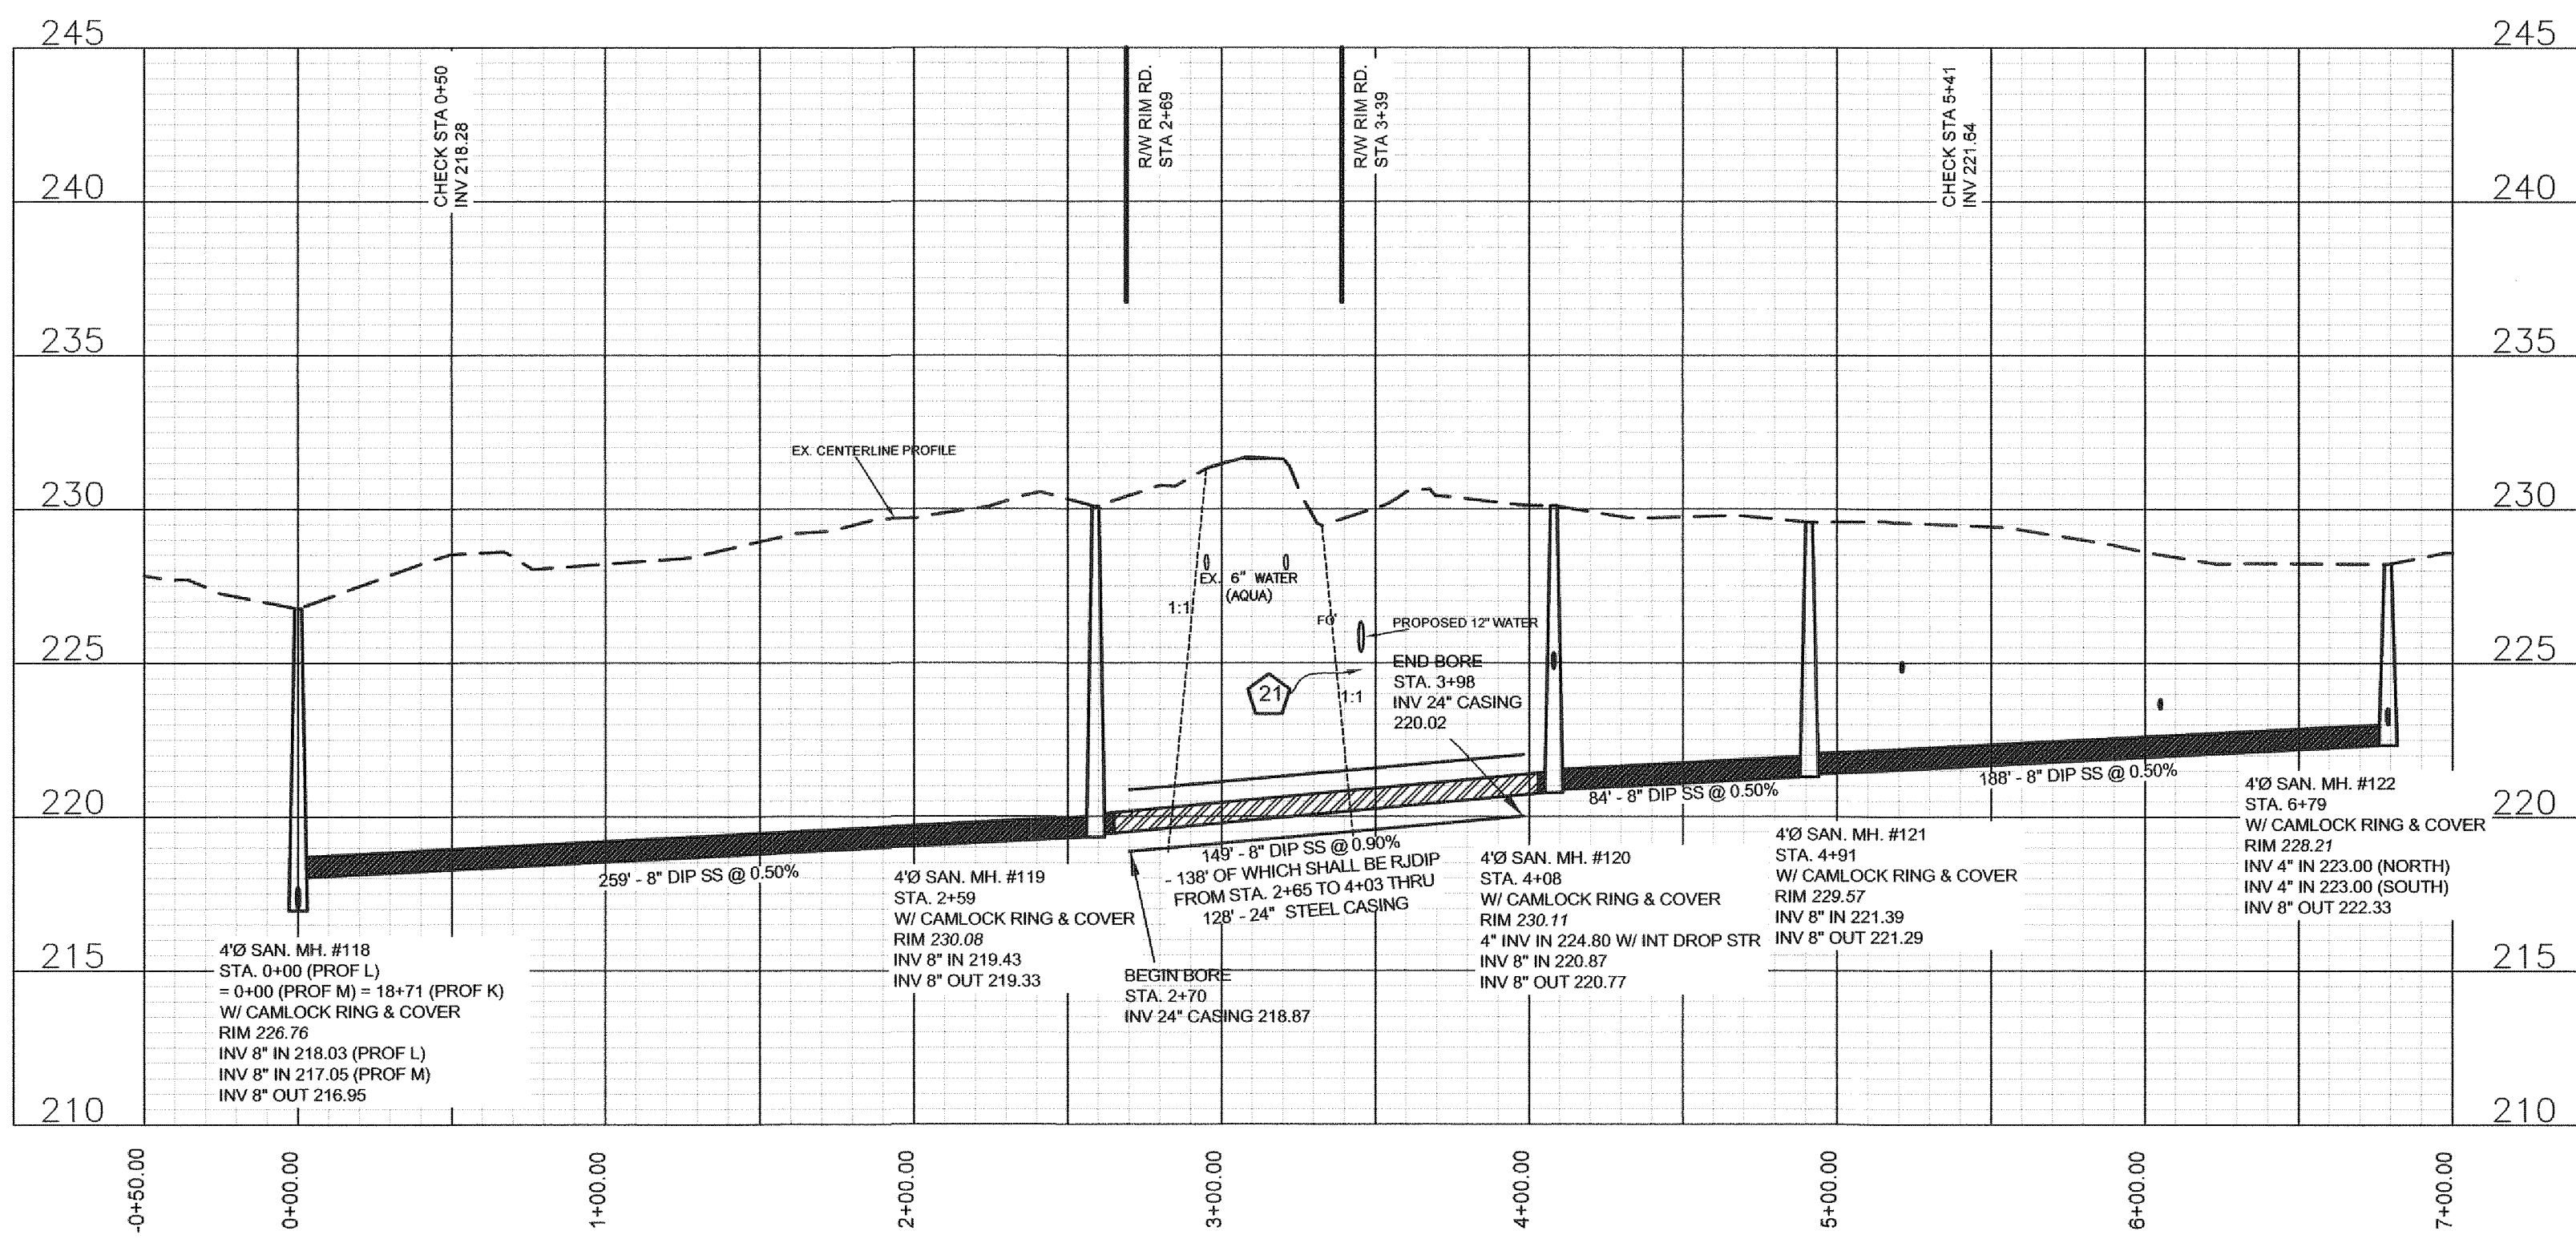 245
245
240
240
235
235
230
230
225
225
220
220
215
215
210
210
CHECK STA 0+50
INV 218.28
R/W RIM RD.
STA 2+69
R/W RIM RD.
STA 3+39
CHECK STA 5+41
INV 221.64
EX. CENTERLINE PROFILE
EX. 6" WATER
(AQUA)
1:1
FO
PROPOSED 12" WATER
21
1:1
END BORE
STA. 3+98
INV 24" CASING
220.02
259' - 8" DIP SS @ 0.50%
149' - 8" DIP SS @ 0.90%
- 138' OF WHICH SHALL BE RJDIP
FROM STA. 2+65 TO 4+03 THRU
128' - 24" STEEL CASING
84' - 8" DIP SS @ 0.50%
188' - 8" DIP SS @ 0.50%
4'Ø SAN. MH. #118
STA. 0+00 (PROF L)
= 0+00 (PROF M) = 18+71 (PROF K)
W/ CAMLOCK RING & COVER
RIM 226.76
INV 8" IN 218.03 (PROF L)
INV 8" IN 217.05 (PROF M)
INV 8" OUT 216.95
4'Ø SAN. MH. #119
STA. 2+59
W/ CAMLOCK RING & COVER
RIM 230.08
INV 8" IN 219.43
INV 8" OUT 219.33
BEGIN BORE
STA. 2+70
INV 24" CASING 218.87
4'Ø SAN. MH. #120
STA. 4+08
W/ CAMLOCK RING & COVER
RIM 230.11
4" INV IN 224.80 W/ INT DROP STR
INV 8" IN 220.87
INV 8" OUT 220.77
4'Ø SAN. MH. #121
STA. 4+91
W/ CAMLOCK RING & COVER
RIM 229.57
INV 8" IN 221.39
INV 8" OUT 221.29
4'Ø SAN. MH. #122
STA. 6+79
W/ CAMLOCK RING & COVER
RIM 228.21
INV 4" IN 223.00 (NORTH)
INV 4" IN 223.00 (SOUTH)
INV 8" OUT 222.33
-0+50.00
0+00.00
1+00.00
2+00.00
3+00.00
4+00.00
5+00.00
6+00.00
7+00.00